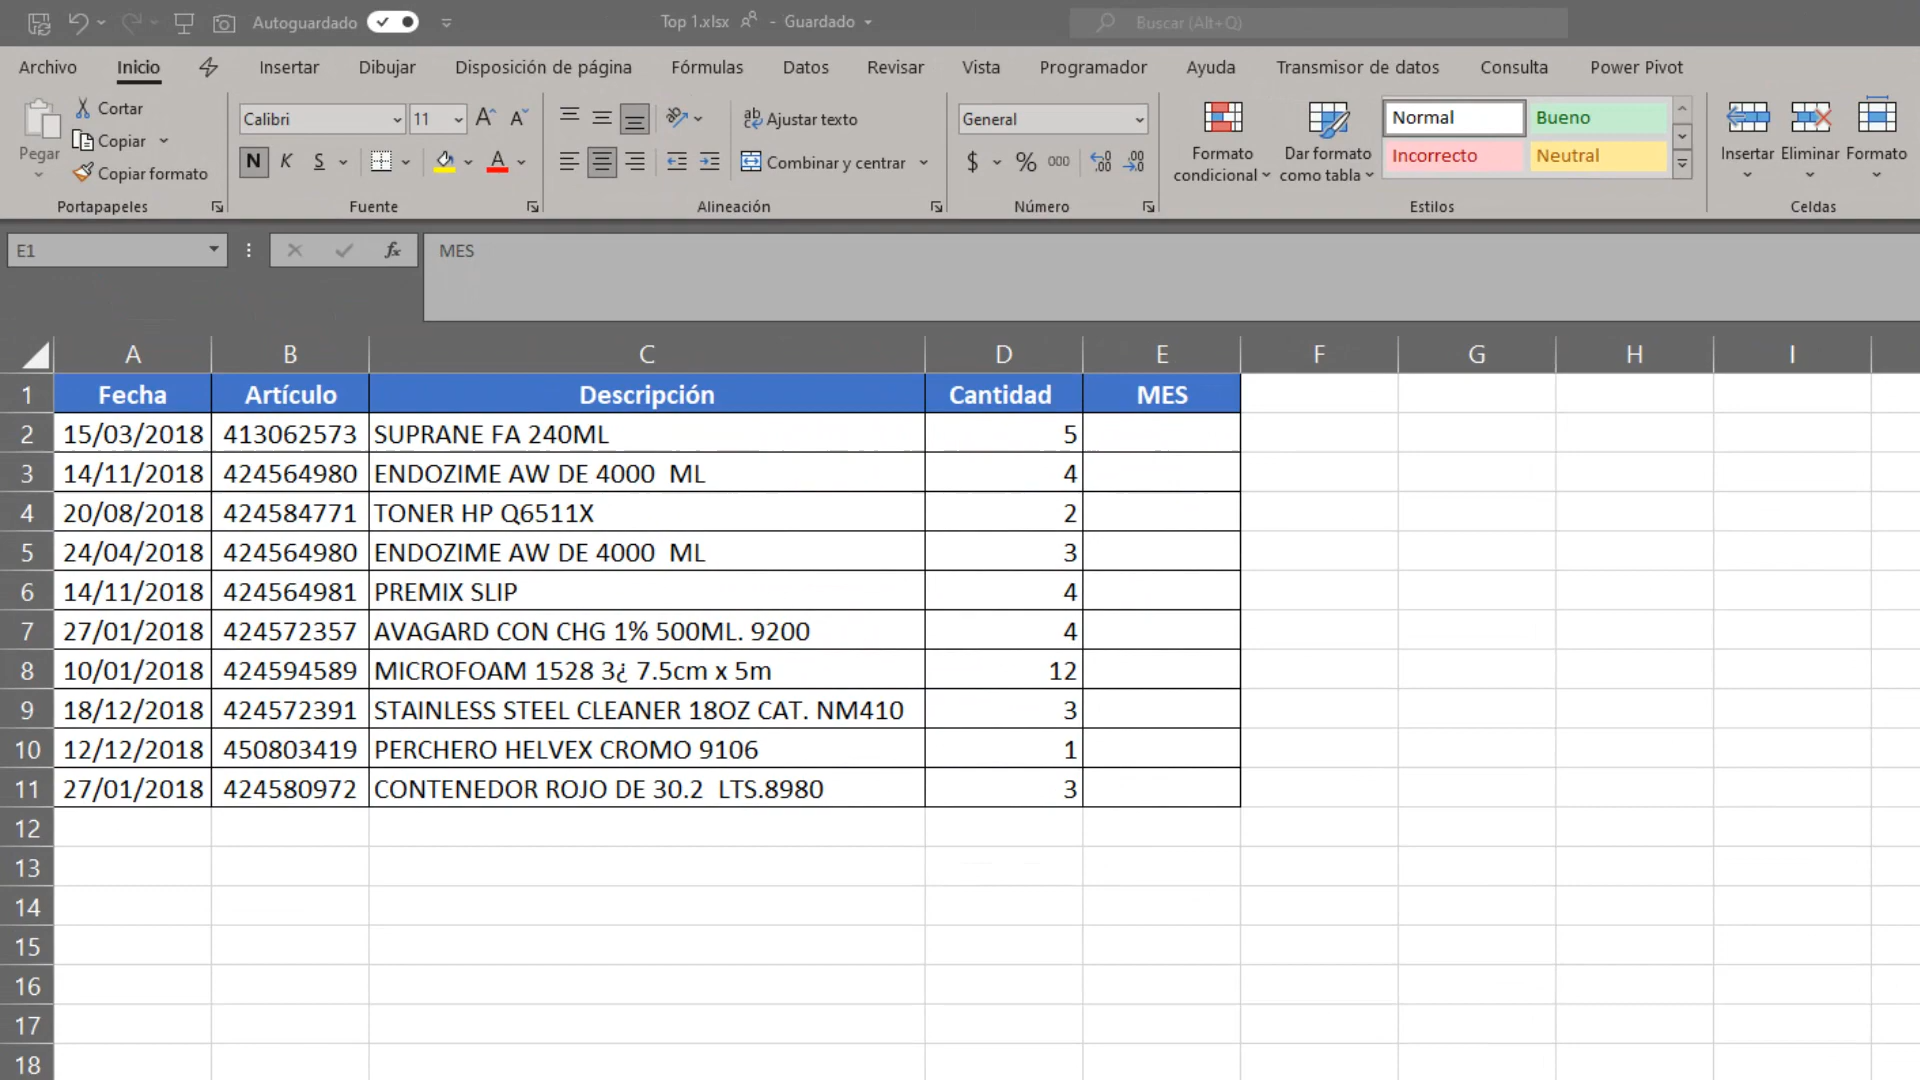 Autoguardado Top 1.xlsx - Guardado Buscar (Alt+Q)
Archivo Inicio Insertar Dibujar Disposición de página Fórmulas Datos Revisar Vista Programador Ayuda Transmisor de datos Consulta Power Pivot
Pegar
Cortar
Copiar
Copiar formato
Portapapeles
Calibri 11
N K S A
Fuente
Ajustar texto
Combinar y centrar
Alineación
General
$ % 000
Número
Formato condicional
Dar formato como tabla
Normal Bueno
Incorrecto Neutral
Estilos
Insertar Eliminar Formato
Celdas
E1 fx MES
A B C D E F G H I
1 Fecha Artículo Descripción Cantidad MES
2 15/03/2018 413062573 SUPRANE FA 240ML 5
3 14/11/2018 424564980 ENDOZIME AW DE 4000  ML 4
4 20/08/2018 424584771 TONER HP Q6511X 2
5 24/04/2018 424564980 ENDOZIME AW DE 4000  ML 3
6 14/11/2018 424564981 PREMIX SLIP 4
7 27/01/2018 424572357 AVAGARD CON CHG 1% 500ML. 9200 4
8 10/01/2018 424594589 MICROFOAM 1528 3¿ 7.5cm x 5m 12
9 18/12/2018 424572391 STAINLESS STEEL CLEANER 18OZ CAT. NM410 3
10 12/12/2018 450803419 PERCHERO HELVEX CROMO 9106 1
11 27/01/2018 424580972 CONTENEDOR ROJO DE 30.2  LTS.8980 3
12
13
14
15
16
17
18